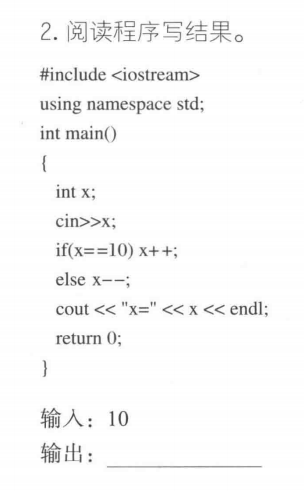 2. 阅读程序写结果。
#include <iostream>
using namespace std;
int main()
{
int x;
cin>>x;
if(x==10) x++;
else x--;
cout << "x=" << x << endl;
return 0;
}
输入：10
输出：